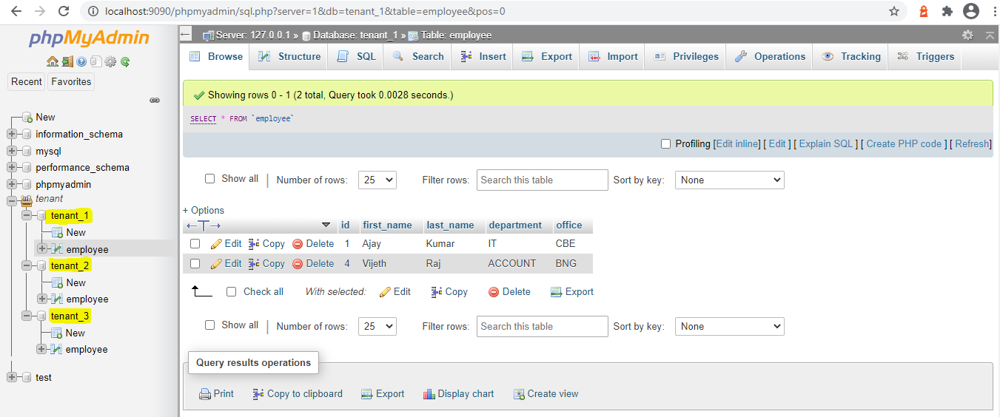 localhost:9090/phpmyadmin/sql.php?server=1&db=tenant_1&table=employee&pos=0
phpMyAdmin
Recent Favorites
New
information_schema
mysql
performance_schema
phpmyadmin
tenant
tenant_1
New
employee
tenant_2
New
employee
tenant_3
New
employee
test
Server: 127.0.0.1 » Database: tenant_1 » Table: employee
Browse Structure SQL Search Insert Export Import Privileges Operations Tracking Triggers
Showing rows 0 - 1 (2 total, Query took 0.0028 seconds.)
SELECT * FROM `employee`
Profiling [Edit inline] [ Edit ] [ Explain SQL ] [ Create PHP code ] [ Refresh]
Show all | Number of rows: 25 Filter rows: Search this table Sort by key: None
+ Options
←T→ id first_name last_name department office
Edit Copy Delete 1 Ajay Kumar IT CBE
Edit Copy Delete 4 Vijeth Raj ACCOUNT BNG
Check all With selected: Edit Copy Delete Export
Show all | Number of rows: 25 Filter rows: Search this table Sort by key: None
Query results operations
Print Copy to clipboard Export Display chart Create view